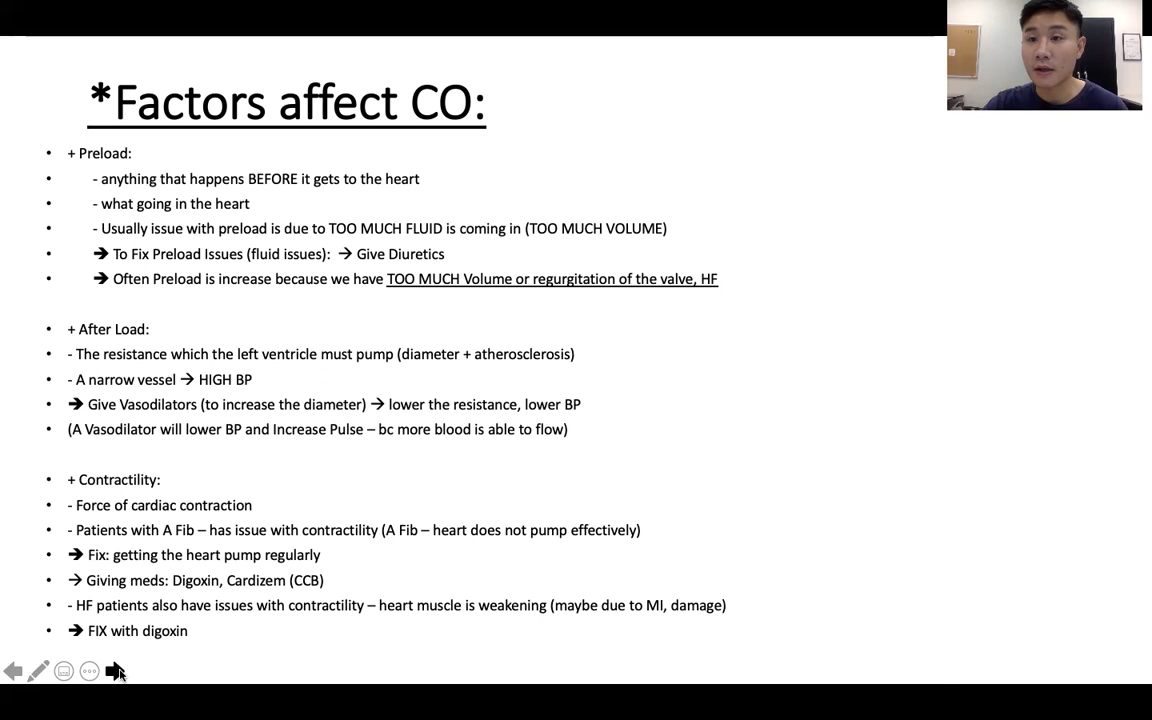 *Factors affect CO:
• + Preload:
• - anything that happens BEFORE it gets to the heart
• - what going in the heart
• - Usually issue with preload is due to TOO MUCH FLUID is coming in (TOO MUCH VOLUME)
• ➔ To Fix Preload Issues (fluid issues): → Give Diuretics
• ➔ Often Preload is increase because we have TOO MUCH Volume or regurgitation of the valve, HF
• + After Load:
• - The resistance which the left ventricle must pump (diameter + atherosclerosis)
• - A narrow vessel → HIGH BP
• ➔ Give Vasodilators (to increase the diameter) → lower the resistance, lower BP
• (A Vasodilator will lower BP and Increase Pulse – bc more blood is able to flow)
• + Contractility:
• - Force of cardiac contraction
• - Patients with A Fib – has issue with contractility (A Fib – heart does not pump effectively)
• ➔ Fix: getting the heart pump regularly
• → Giving meds: Digoxin, Cardizem (CCB)
• - HF patients also have issues with contractility – heart muscle is weakening (maybe due to MI, damage)
• ➔ FIX with digoxin